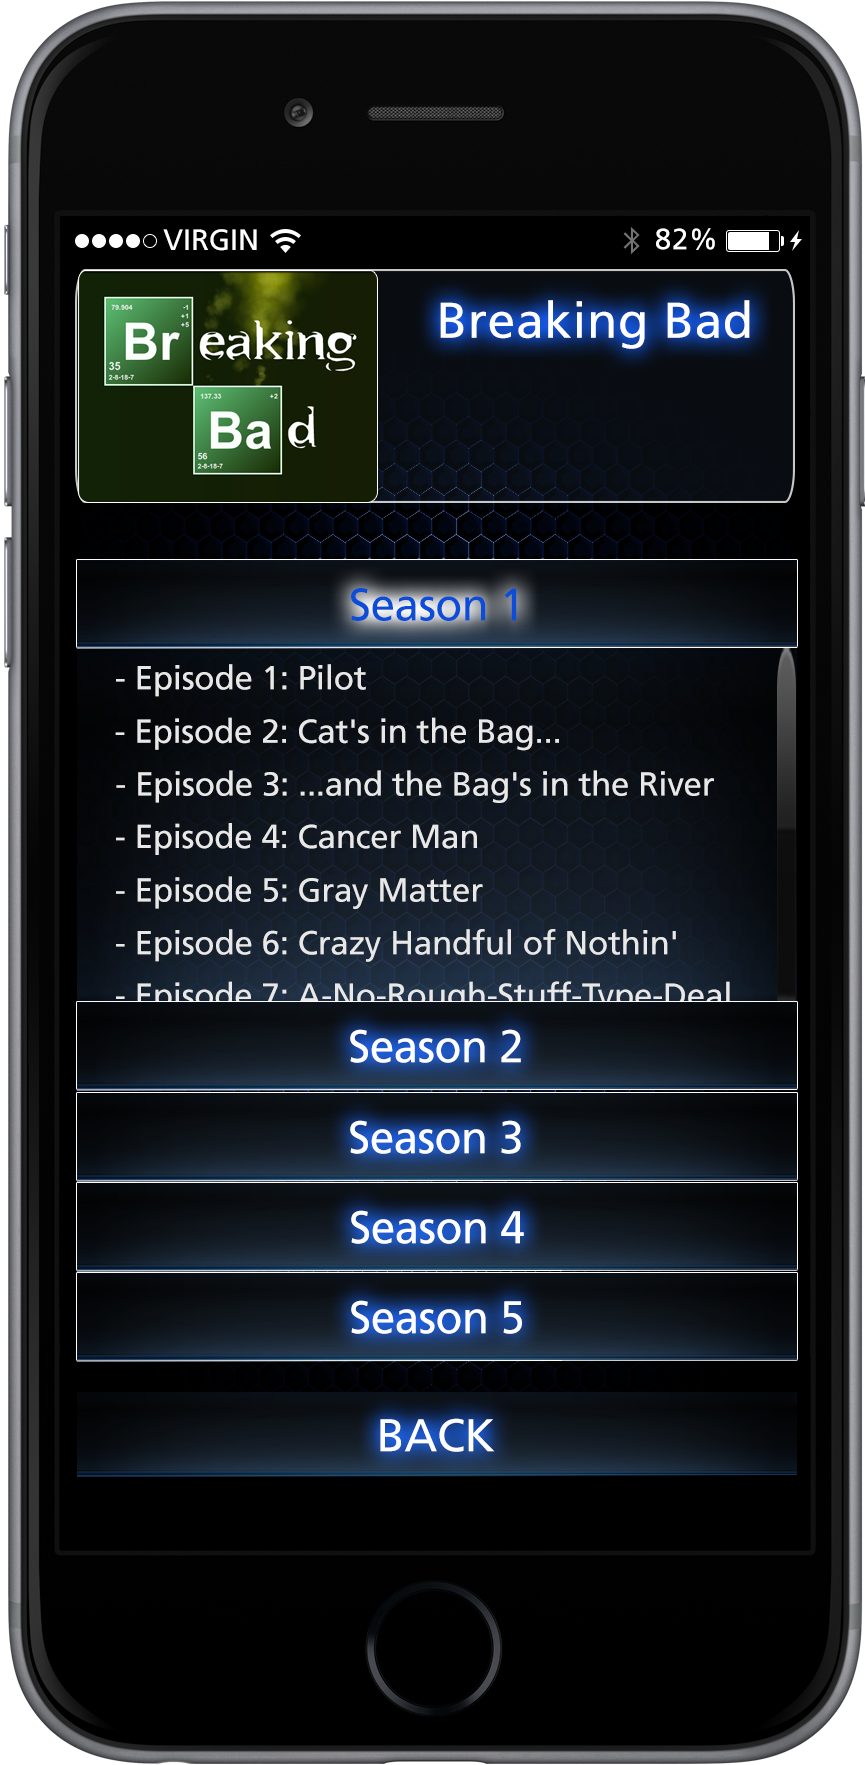 VIRGIN 82%
79.904 -1
+1
+5
Br eaking
35
2-8-18-7
137.33 +2
Ba d
56
2-8-18-7
Breaking Bad
Season 1
- Episode 1: Pilot
- Episode 2: Cat's in the Bag...
- Episode 3: ...and the Bag's in the River
- Episode 4: Cancer Man
- Episode 5: Gray Matter
- Episode 6: Crazy Handful of Nothin'
- Episode 7: A-No-Rough-Stuff-Type-Deal
Season 2
Season 3
Season 4
Season 5
BACK